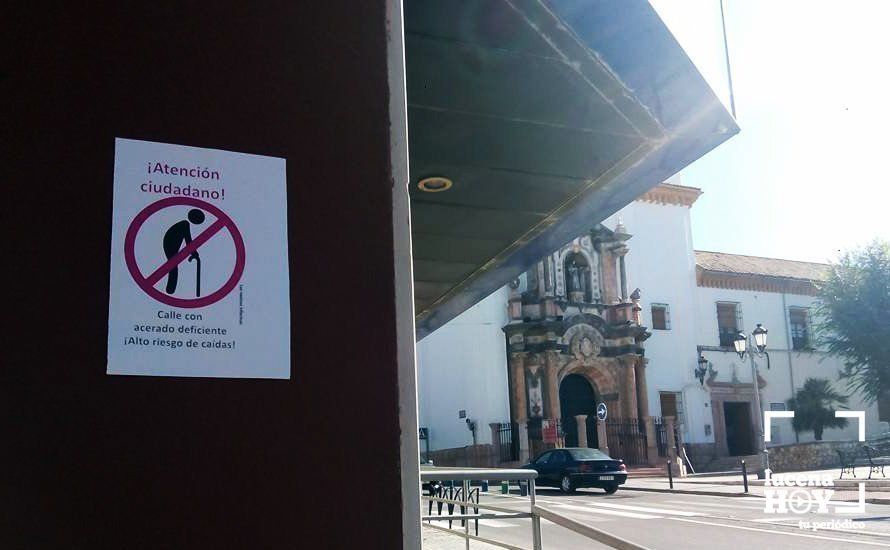 ¡Atención
ciudadano!
Calle con
acerado deficiente
¡Alto riesgo de caídas!
lucena
HOY
tu periódico